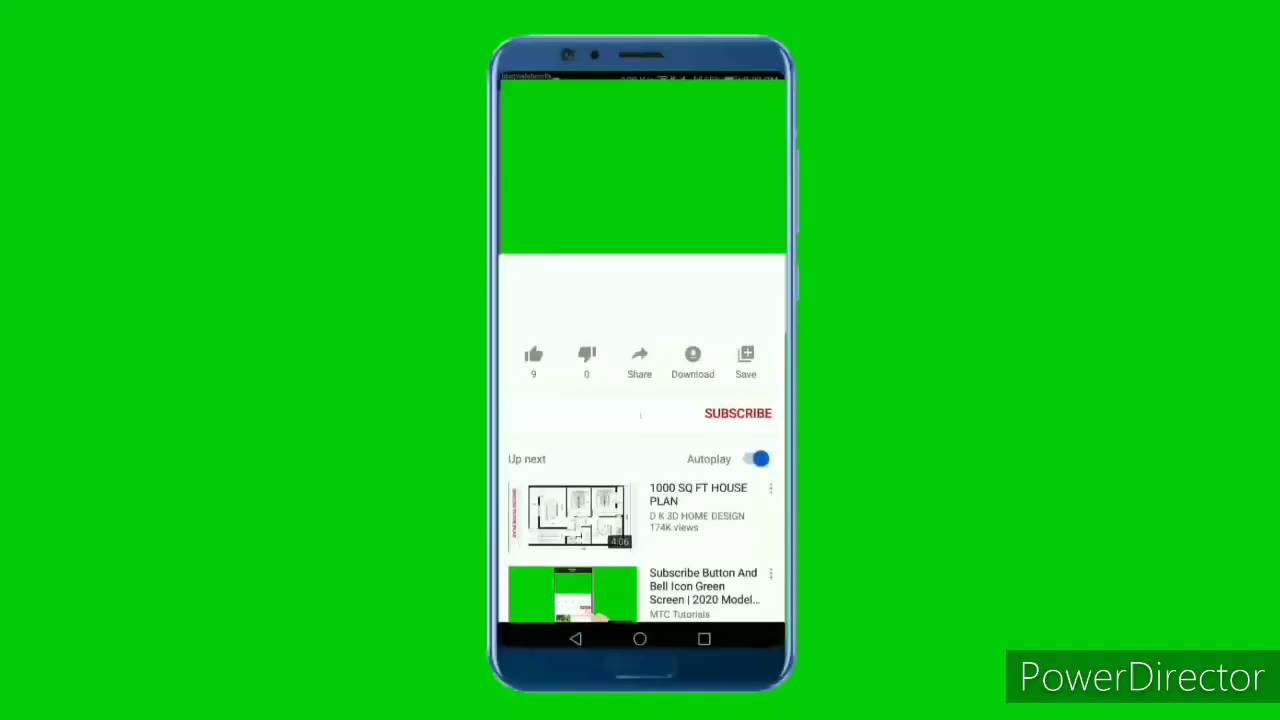 9
0
Share
Download
Save
SUBSCRIBE
Up next
Autoplay
1000 SQ FT HOUSE
PLAN
D K 3D HOME DESIGN
174K views
4:06
Subscribe Button And
Bell Icon Green
Screen | 2020 Model...
MTC Tutorials
PowerDirector